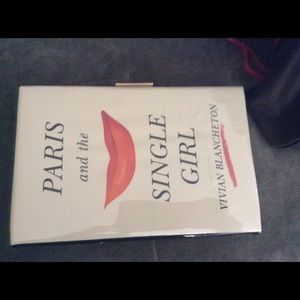 PARIS
and the
SINGLE
GIRL
VIVIAN BLANCHETON